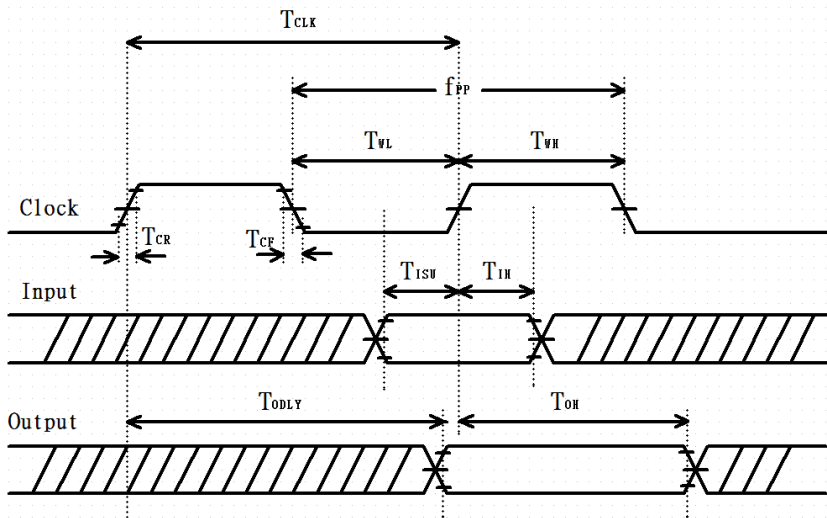 TCLK
fPP
TWL TWH
Clock
TCR TCF
TISU TIH
Input
TODLY TOH
Output